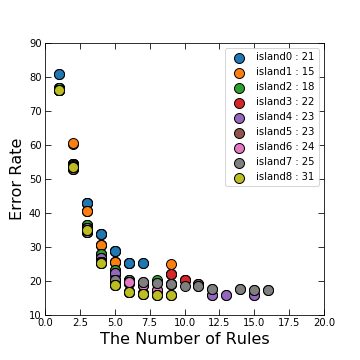 90
80
70
60
50
40
30
20
10
Error Rate
island0 : 21
island1 : 15
island2 : 18
island3 : 22
island4 : 23
island5 : 23
island6 : 24
island7 : 25
island8 : 31
0.0 2.5 5.0 7.5 10.0 12.5 15.0 17.5 20.0
The Number of Rules